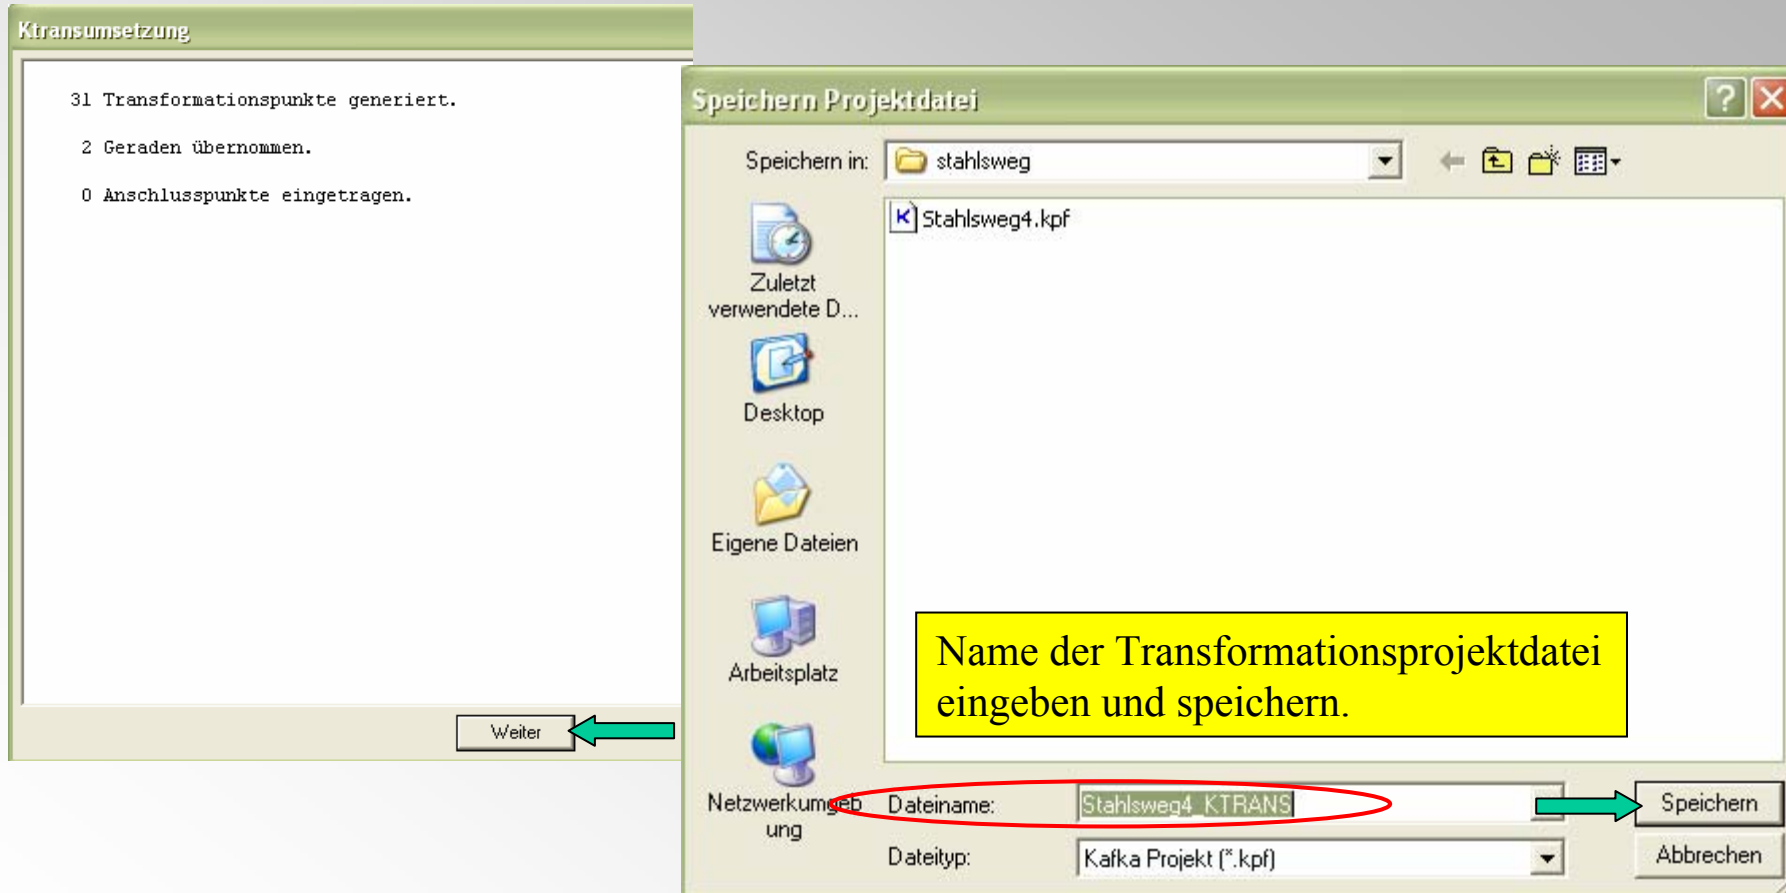 Ktransumsetzung
31 Transformationspunkte generiert.
2 Geraden übernommen.
0 Anschlusspunkte eingetragen.
Weiter
Speichern Projektdatei
Speichern in:
stahlsweg
Stahlsweg4.kpf
Zuletzt
verwendete D...
Desktop
Eigene Dateien
Arbeitsplatz
Netzwerkumgeb
ung
Name der Transformationsprojektdatei
eingeben und speichern.
Dateiname:
Stahlsweg4_KTRANS
Speichern
Dateityp:
Kafka Projekt (*.kpf)
Abbrechen